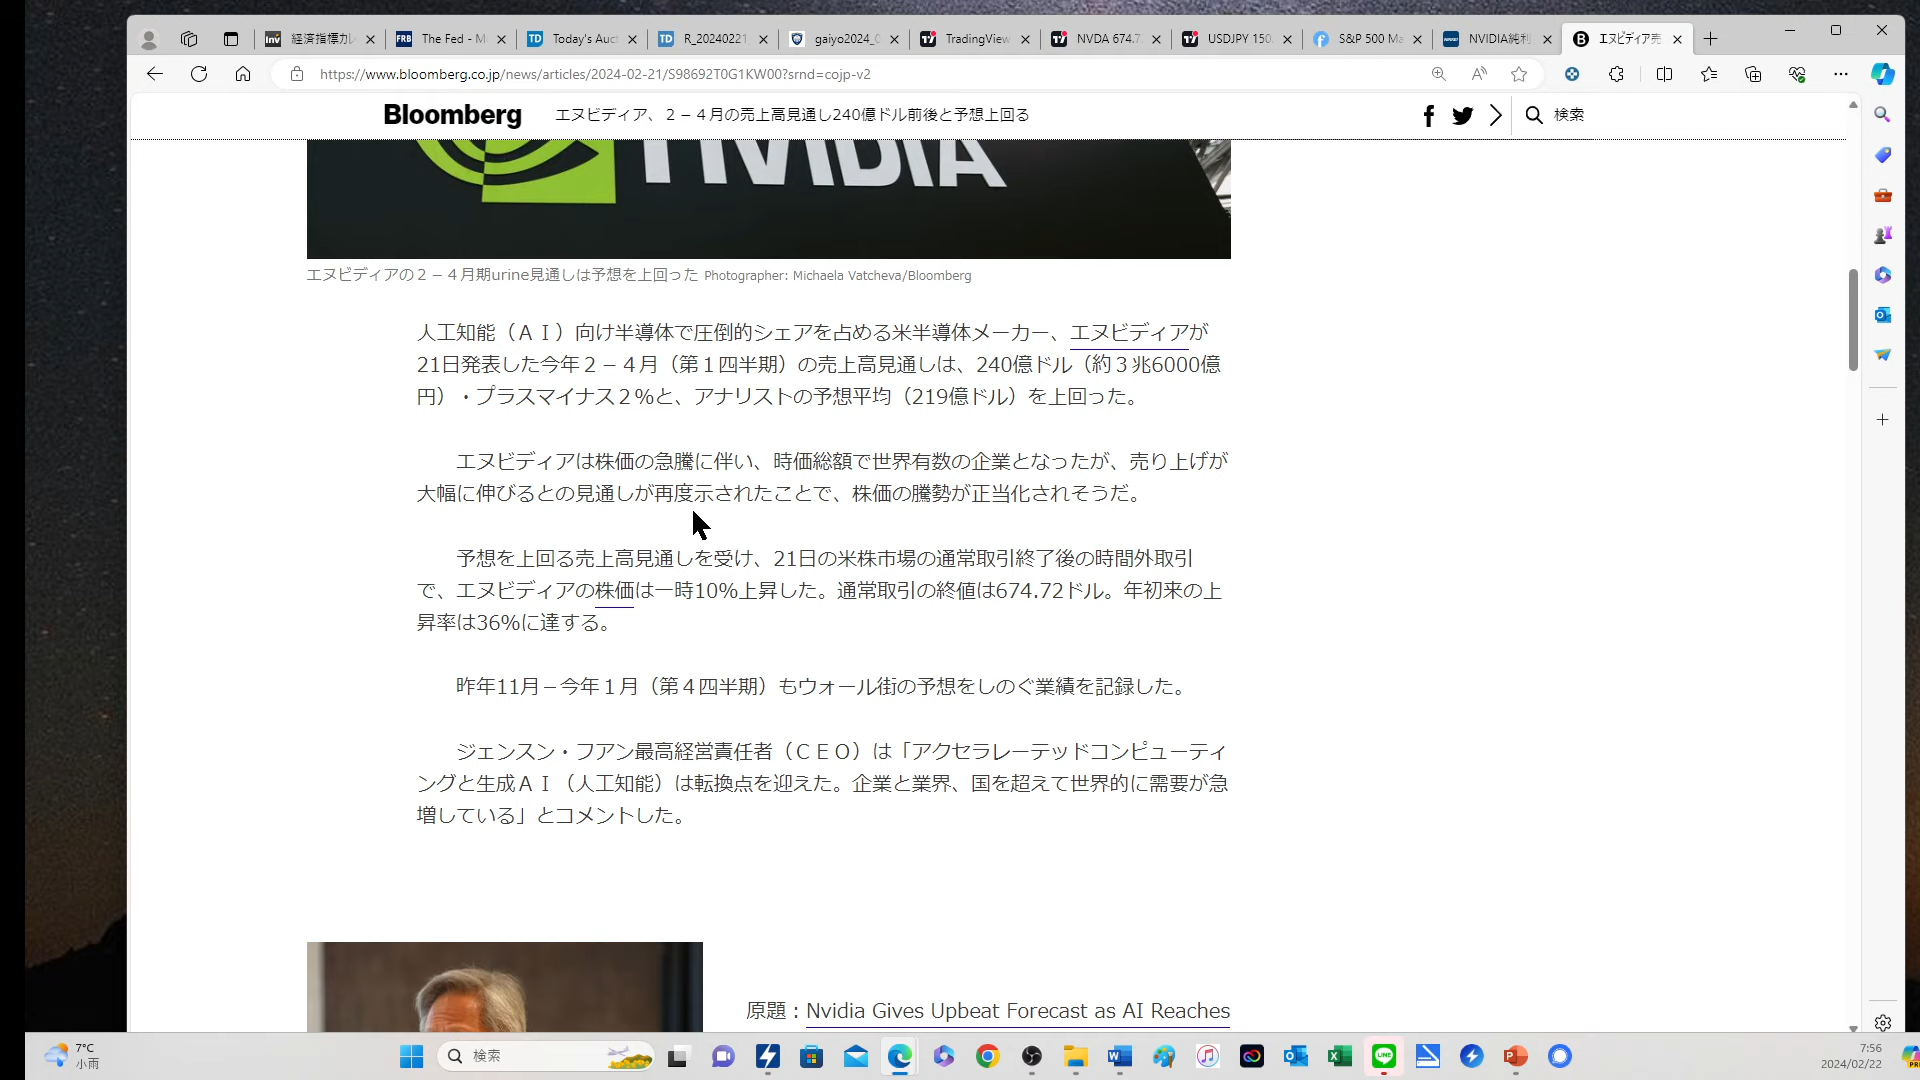 経済指標カレ
The Fed - M
Today's Auct
R_20240221
gaiyo2024_0
TradingView
NVDA 674.7
USDJPY 150.
S&P 500 Ma
NVIDIA純利
エヌビディア売
https://www.bloomberg.co.jp/news/articles/2024-02-21/S98692T0G1KW00?srnd=cojp-v2
Bloomberg エヌビディア、２－４月の売上高見通し240億ドル前後と予想上回る 検索
NVIDIA
エヌビディアの２－４月期urine見通しは予想を上回った Photographer: Michaela Vatcheva/Bloomberg
人工知能（ＡＩ）向け半導体で圧倒的シェアを占める米半導体メーカー、エヌビディアが
21日発表した今年２－４月（第１四半期）の売上高見通しは、240億ドル（約３兆6000億
円）・プラスマイナス２％と、アナリストの予想平均（219億ドル）を上回った。
エヌビディアは株価の急騰に伴い、時価総額で世界有数の企業となったが、売り上げが
大幅に伸びるとの見通しが再度示されたことで、株価の騰勢が正当化されそうだ。
予想を上回る売上高見通しを受け、21日の米株市場の通常取引終了後の時間外取引
で、エヌビディアの株価は一時10％上昇した。通常取引の終値は674.72ドル。年初来の上
昇率は36％に達する。
昨年11月－今年１月（第４四半期）もウォール街の予想をしのぐ業績を記録した。
ジェンスン・フアン最高経営責任者（ＣＥＯ）は「アクセラレーテッドコンピューティ
ングと生成ＡＩ（人工知能）は転換点を迎えた。企業と業界、国を超えて世界的に需要が急
増している」とコメントした。
原題：Nvidia Gives Upbeat Forecast as AI Reaches
7°C
小雨
検索
7:56
2024/02/22